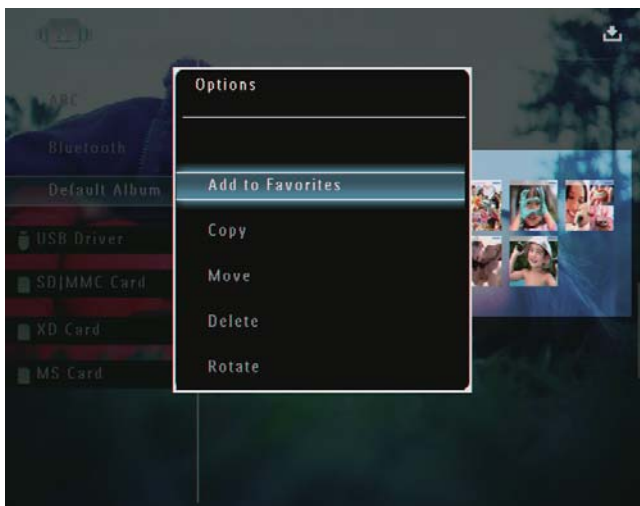 Options
Add to Favorites
Copy
Move
Delete
Rotate
ABC
Bluetooth
Default Album
USB Driver
SD|MMC Card
XD Card
MS Card